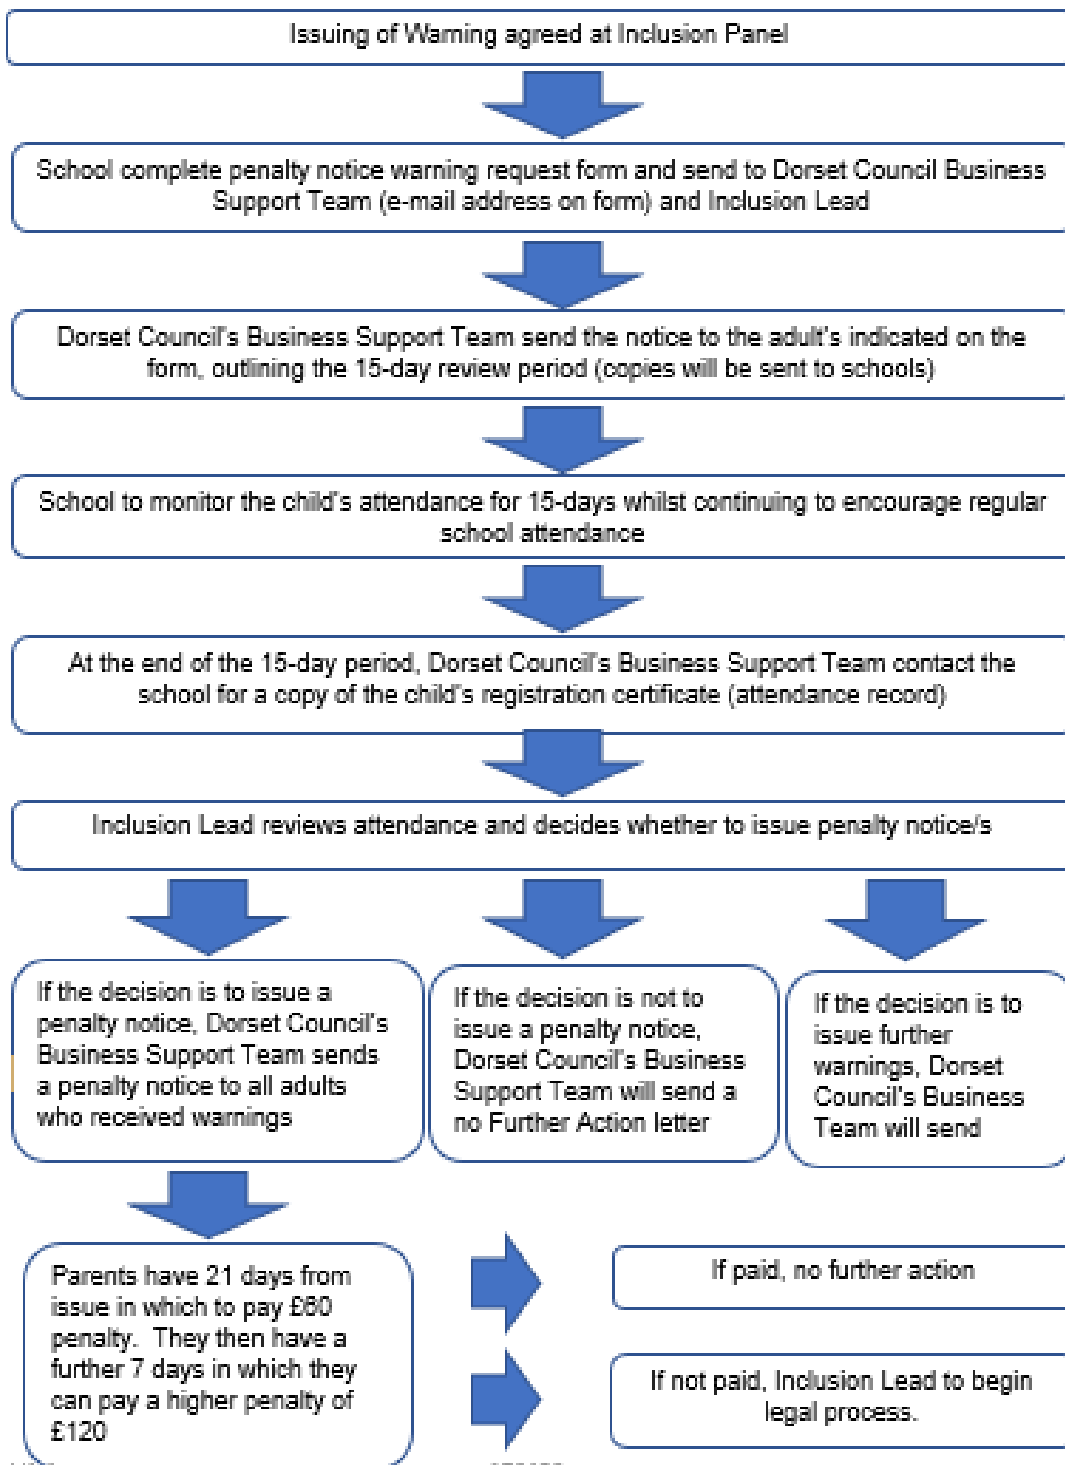 Issuing of Warning agreed at Inclusion Panel
School complete penalty notice warning request form and send to Dorset Council Business
Support Team (e-mail address on form) and Inclusion Lead
Dorset Council's Business Support Team send the notice to the adult's indicated on the
form, outlining the 15-day review period (copies will be sent to schools)
School to monitor the child's attendance for 15-days whilst continuing to encourage regular
school attendance
At the end of the 15-day period, Dorset Council's Business Support Team contact the
school for a copy of the child's registration certificate (attendance record)
Inclusion Lead reviews attendance and decides whether to issue penalty notice/s
If the decision is to issue a
penalty notice, Dorset Council's
Business Support Team sends
a penalty notice to all adults
who received warnings
If the decision is not to
issue a penalty notice,
Dorset Council's Business
Support Team will send a
no Further Action letter
If the decision is to
issue further
warnings, Dorset
Council's Business
Team will send
Parents have 21 days from
issue in which to pay £60
penalty. They then have a
further 7 days in which they
can pay a higher penalty of
£120
If paid, no further action
If not paid, Inclusion Lead to begin
legal process.